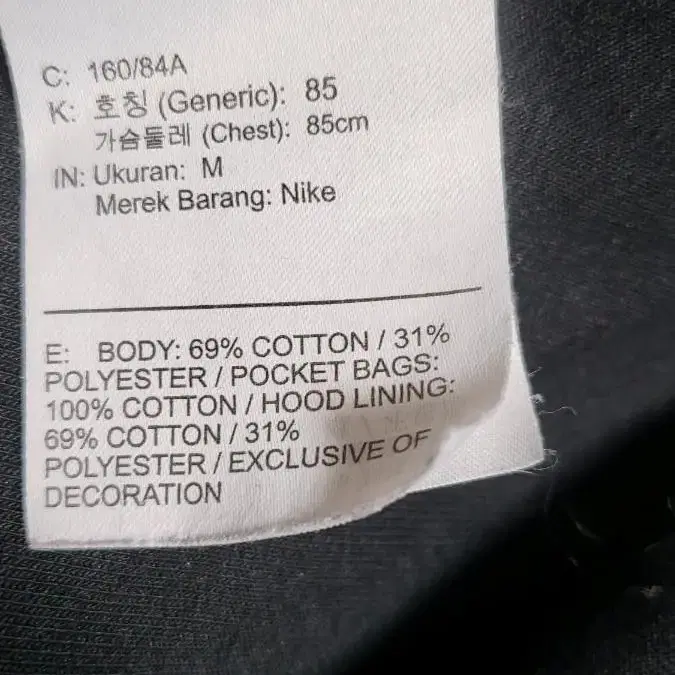 C: 160/84A
K: 호칭 (Generic): 85
가슴둘레 (Chest): 85cm
IN: Ukuran: M
Merek Barang: Nike
E: BODY: 69% COTTON / 31%
POLYESTER / POCKET BAGS:
100% COTTON / HOOD LINING:
69% COTTON / 31%
POLYESTER / EXCLUSIVE OF
DECORATION